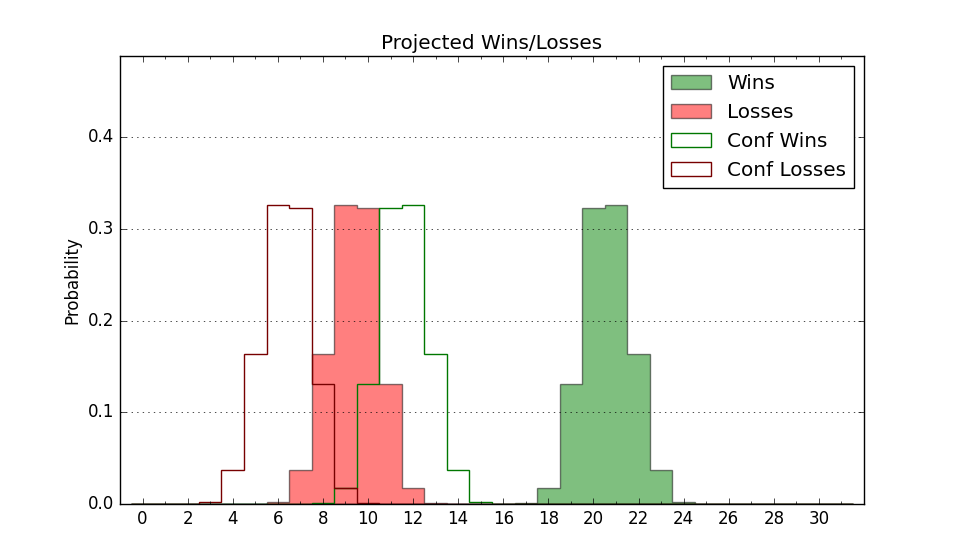 Projected Wins/Losses
Wins
Losses
Conf Wins
Conf Losses
Probability
0.4
0.3
0.2
0.1
0.0
0 2 4 6 8 10 12 14 16 18 20 22 24 26 28 30